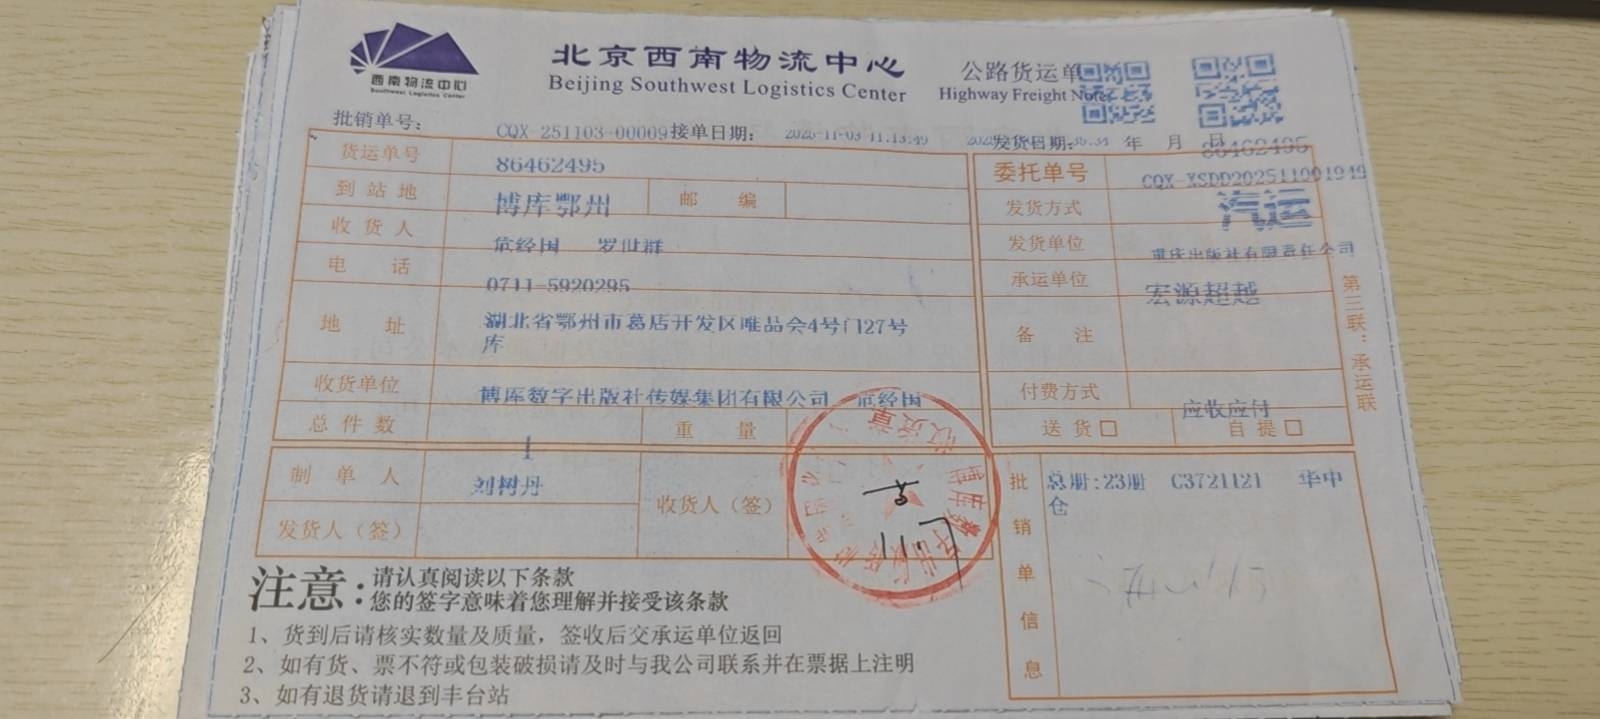 西南物流中心
Southwest Logistics Center
北京西南物流中心
Beijing Southwest Logistics Center
公路货运单
Highway Freight Note
批销单号: CQX-251103-00009 接单日期: 11:13:49 发货日期: 年 月 日
86462495
货运单号 86462495
到站地 博库鄂州 邮 编
收货人 范经国 罗世群
电 话 0711-5920295
地 址 湖北省鄂州市葛店开发区唯品会4号门27号
库
收货单位 博库数字出版社传媒集团有限公司 范经国
总件数 1 重 量
委托单号 CQX-XSDD202511001949
发货方式 汽运
发货单位 重庆出版社有限责任公司
承运单位 宏源超越
备 注
付费方式 应收应付
送货□ 自提□
制单人 刘树丹
发货人(签)
收货人(签)
收货章
批销单信息
总册:23册 C3721121 华中
仓
第三联:承运联
注意:
请认真阅读以下条款
您的签字意味着您理解并接受该条款
1、货到后请核实数量及质量,签收后交承运单位返回
2、如有货、票不符或包装破损请及时与我公司联系并在票据上注明
3、如有退货请退到丰台站